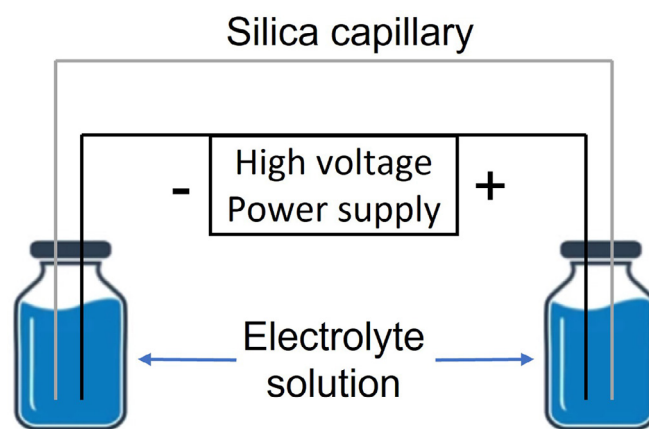 Silica capillary
High voltage
- Power supply +
Electrolyte
solution